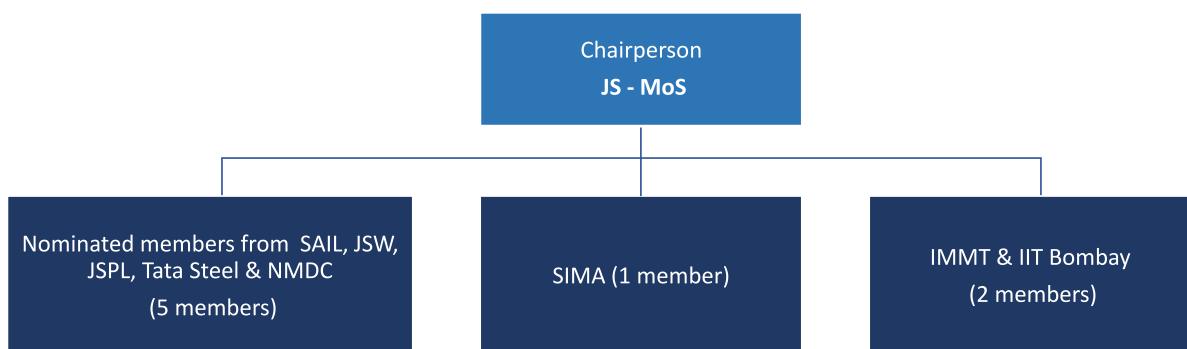 Chairperson
JS - MoS
Nominated members from SAIL, JSW,
JSPL, Tata Steel & NMDC
(5 members)
SIMA (1 member)
IMMT & IIT Bombay
(2 members)